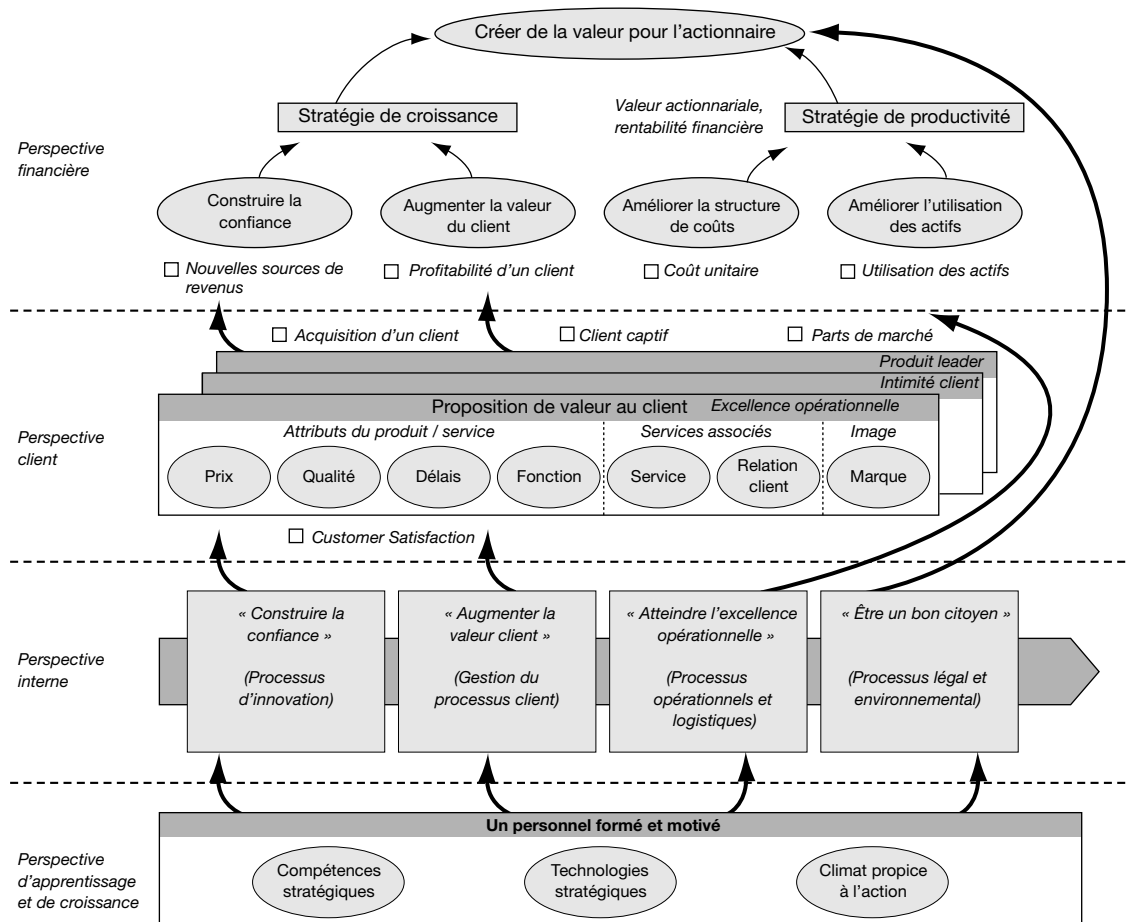 Créer de la valeur pour l'actionnaire
Stratégie de croissance
Valeur actionnariale,
rentabilité financière
Stratégie de productivité
Perspective
financière
Construire la
confiance
Augmenter la valeur
du client
Améliorer la structure
de coûts
Améliorer l'utilisation
des actifs
Nouvelles sources de
revenus
Profitabilité d'un client
Coût unitaire
Utilisation des actifs
Acquisition d'un client
Client captif
Parts de marché
Produit leader
Intimité client
Proposition de valeur au client Excellence opérationnelle
Perspective
client
Attributs du produit / service
Services associés
Image
Prix
Qualité
Délais
Fonction
Service
Relation
client
Marque
Customer Satisfaction
Perspective
interne
« Construire la
confiance »
(Processus
d'innovation)
« Augmenter la
valeur client »
(Gestion du
processus client)
« Atteindre l'excellence
opérationnelle »
(Processus
opérationnels et
logistiques)
« Être un bon citoyen »
(Processus légal et
environnemental)
Un personnel formé et motivé
Perspective
d'apprentissage
et de croissance
Compétences
stratégiques
Technologies
stratégiques
Climat propice
à l'action